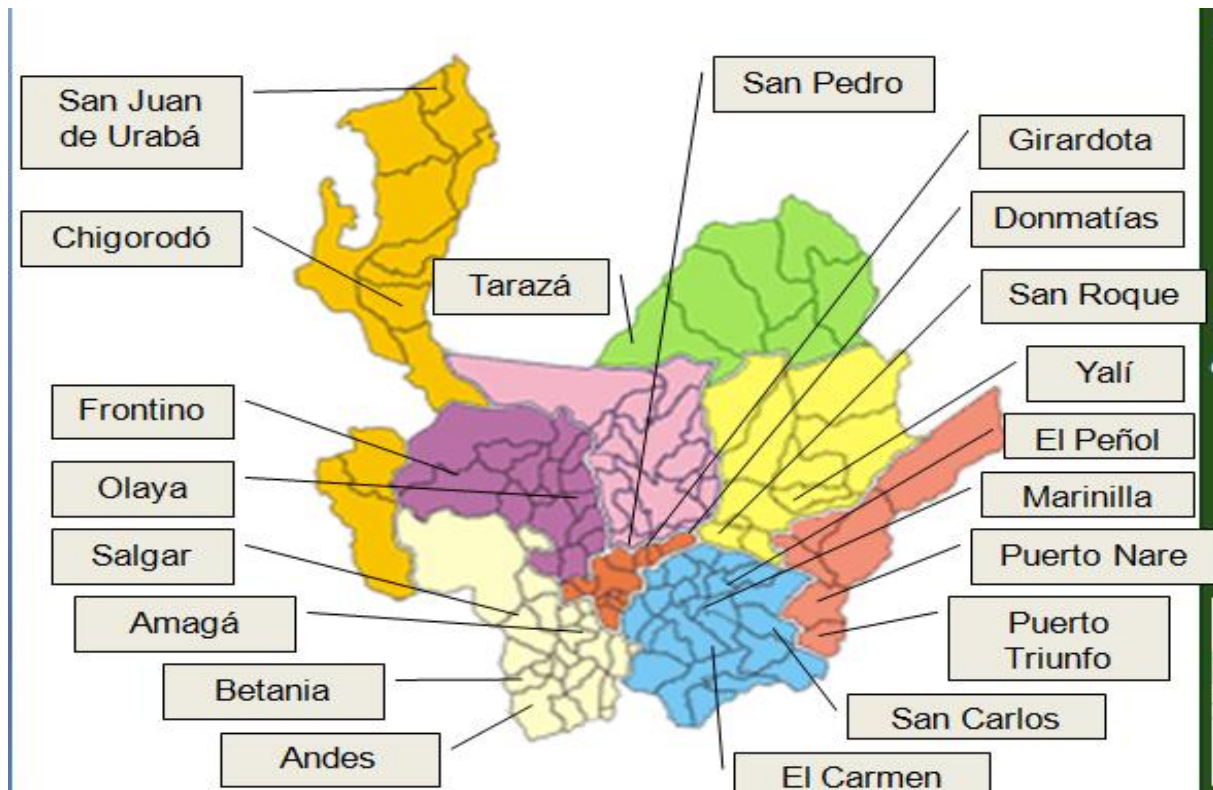 San Juan
de Urabá
Chigorodó
Frontino
Olaya
Salgar
Amagá
Betania
Andes
Tarazá
San Pedro
Girardota
Donmatías
San Roque
Yalí
El Peñol
Marinilla
Puerto Nare
Puerto
Triunfo
San Carlos
El Carmen